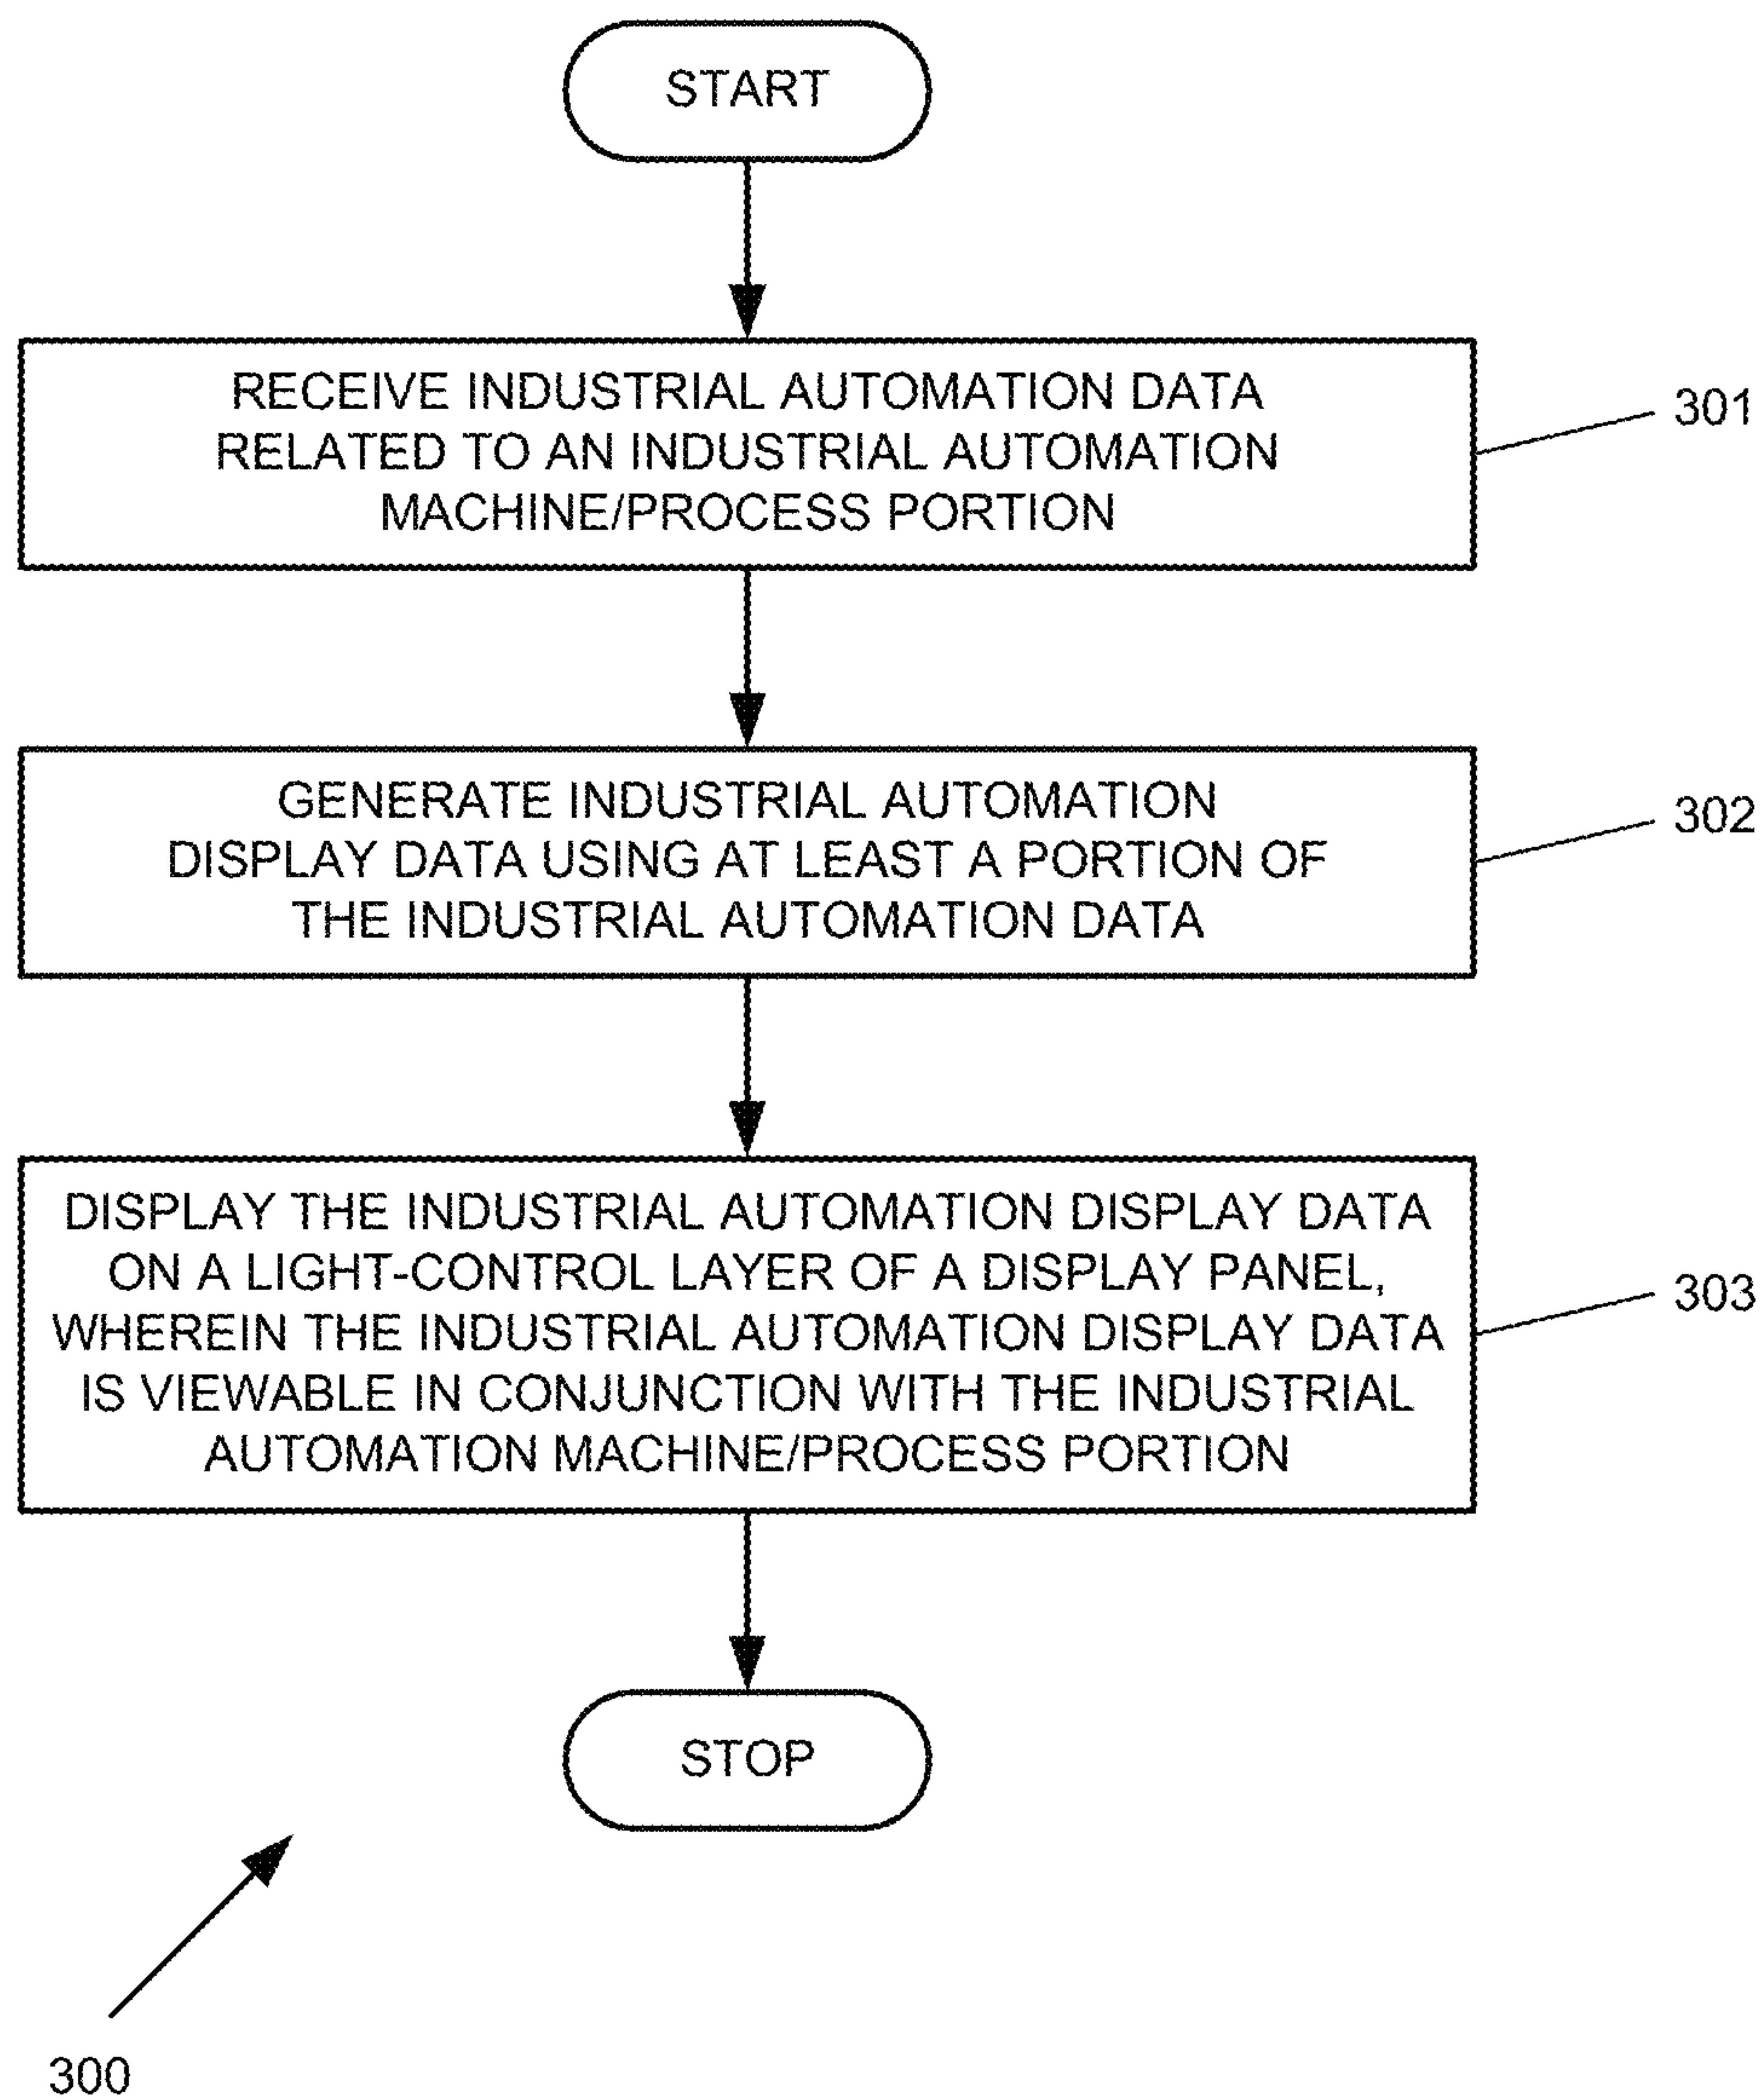 START
RECEIVE INDUSTRIAL AUTOMATION DATA
RELATED TO AN INDUSTRIAL AUTOMATION
MACHINE/PROCESS PORTION
301
GENERATE INDUSTRIAL AUTOMATION
DISPLAY DATA USING AT LEAST A PORTION OF
THE INDUSTRIAL AUTOMATION DATA
302
DISPLAY THE INDUSTRIAL AUTOMATION DISPLAY DATA
ON A LIGHT-CONTROL LAYER OF A DISPLAY PANEL,
WHEREIN THE INDUSTRIAL AUTOMATION DISPLAY DATA
IS VIEWABLE IN CONJUNCTION WITH THE INDUSTRIAL
AUTOMATION MACHINE/PROCESS PORTION
303
STOP
300